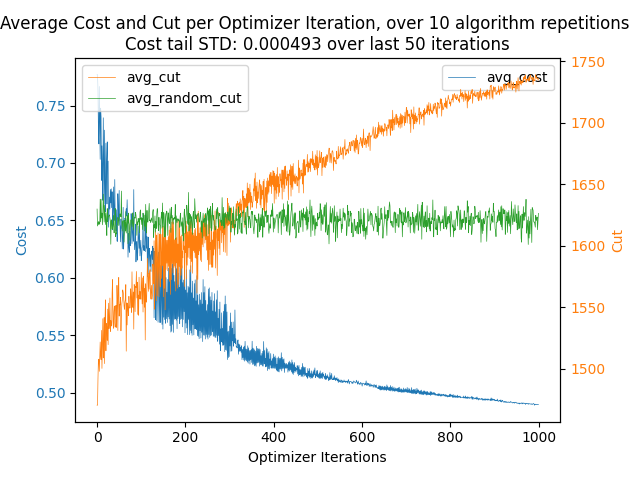 Average Cost and Cut per Optimizer Iteration, over 10 algorithm repetitions
Cost tail STD: 0.000493 over last 50 iterations
avg_cut
avg_random_cut
avg_cost
0.75
0.70
0.65
0.60
0.55
0.50
Cost
1750
1700
1650
1600
1550
1500
Cut
0
200
400
600
800
1000
Optimizer Iterations